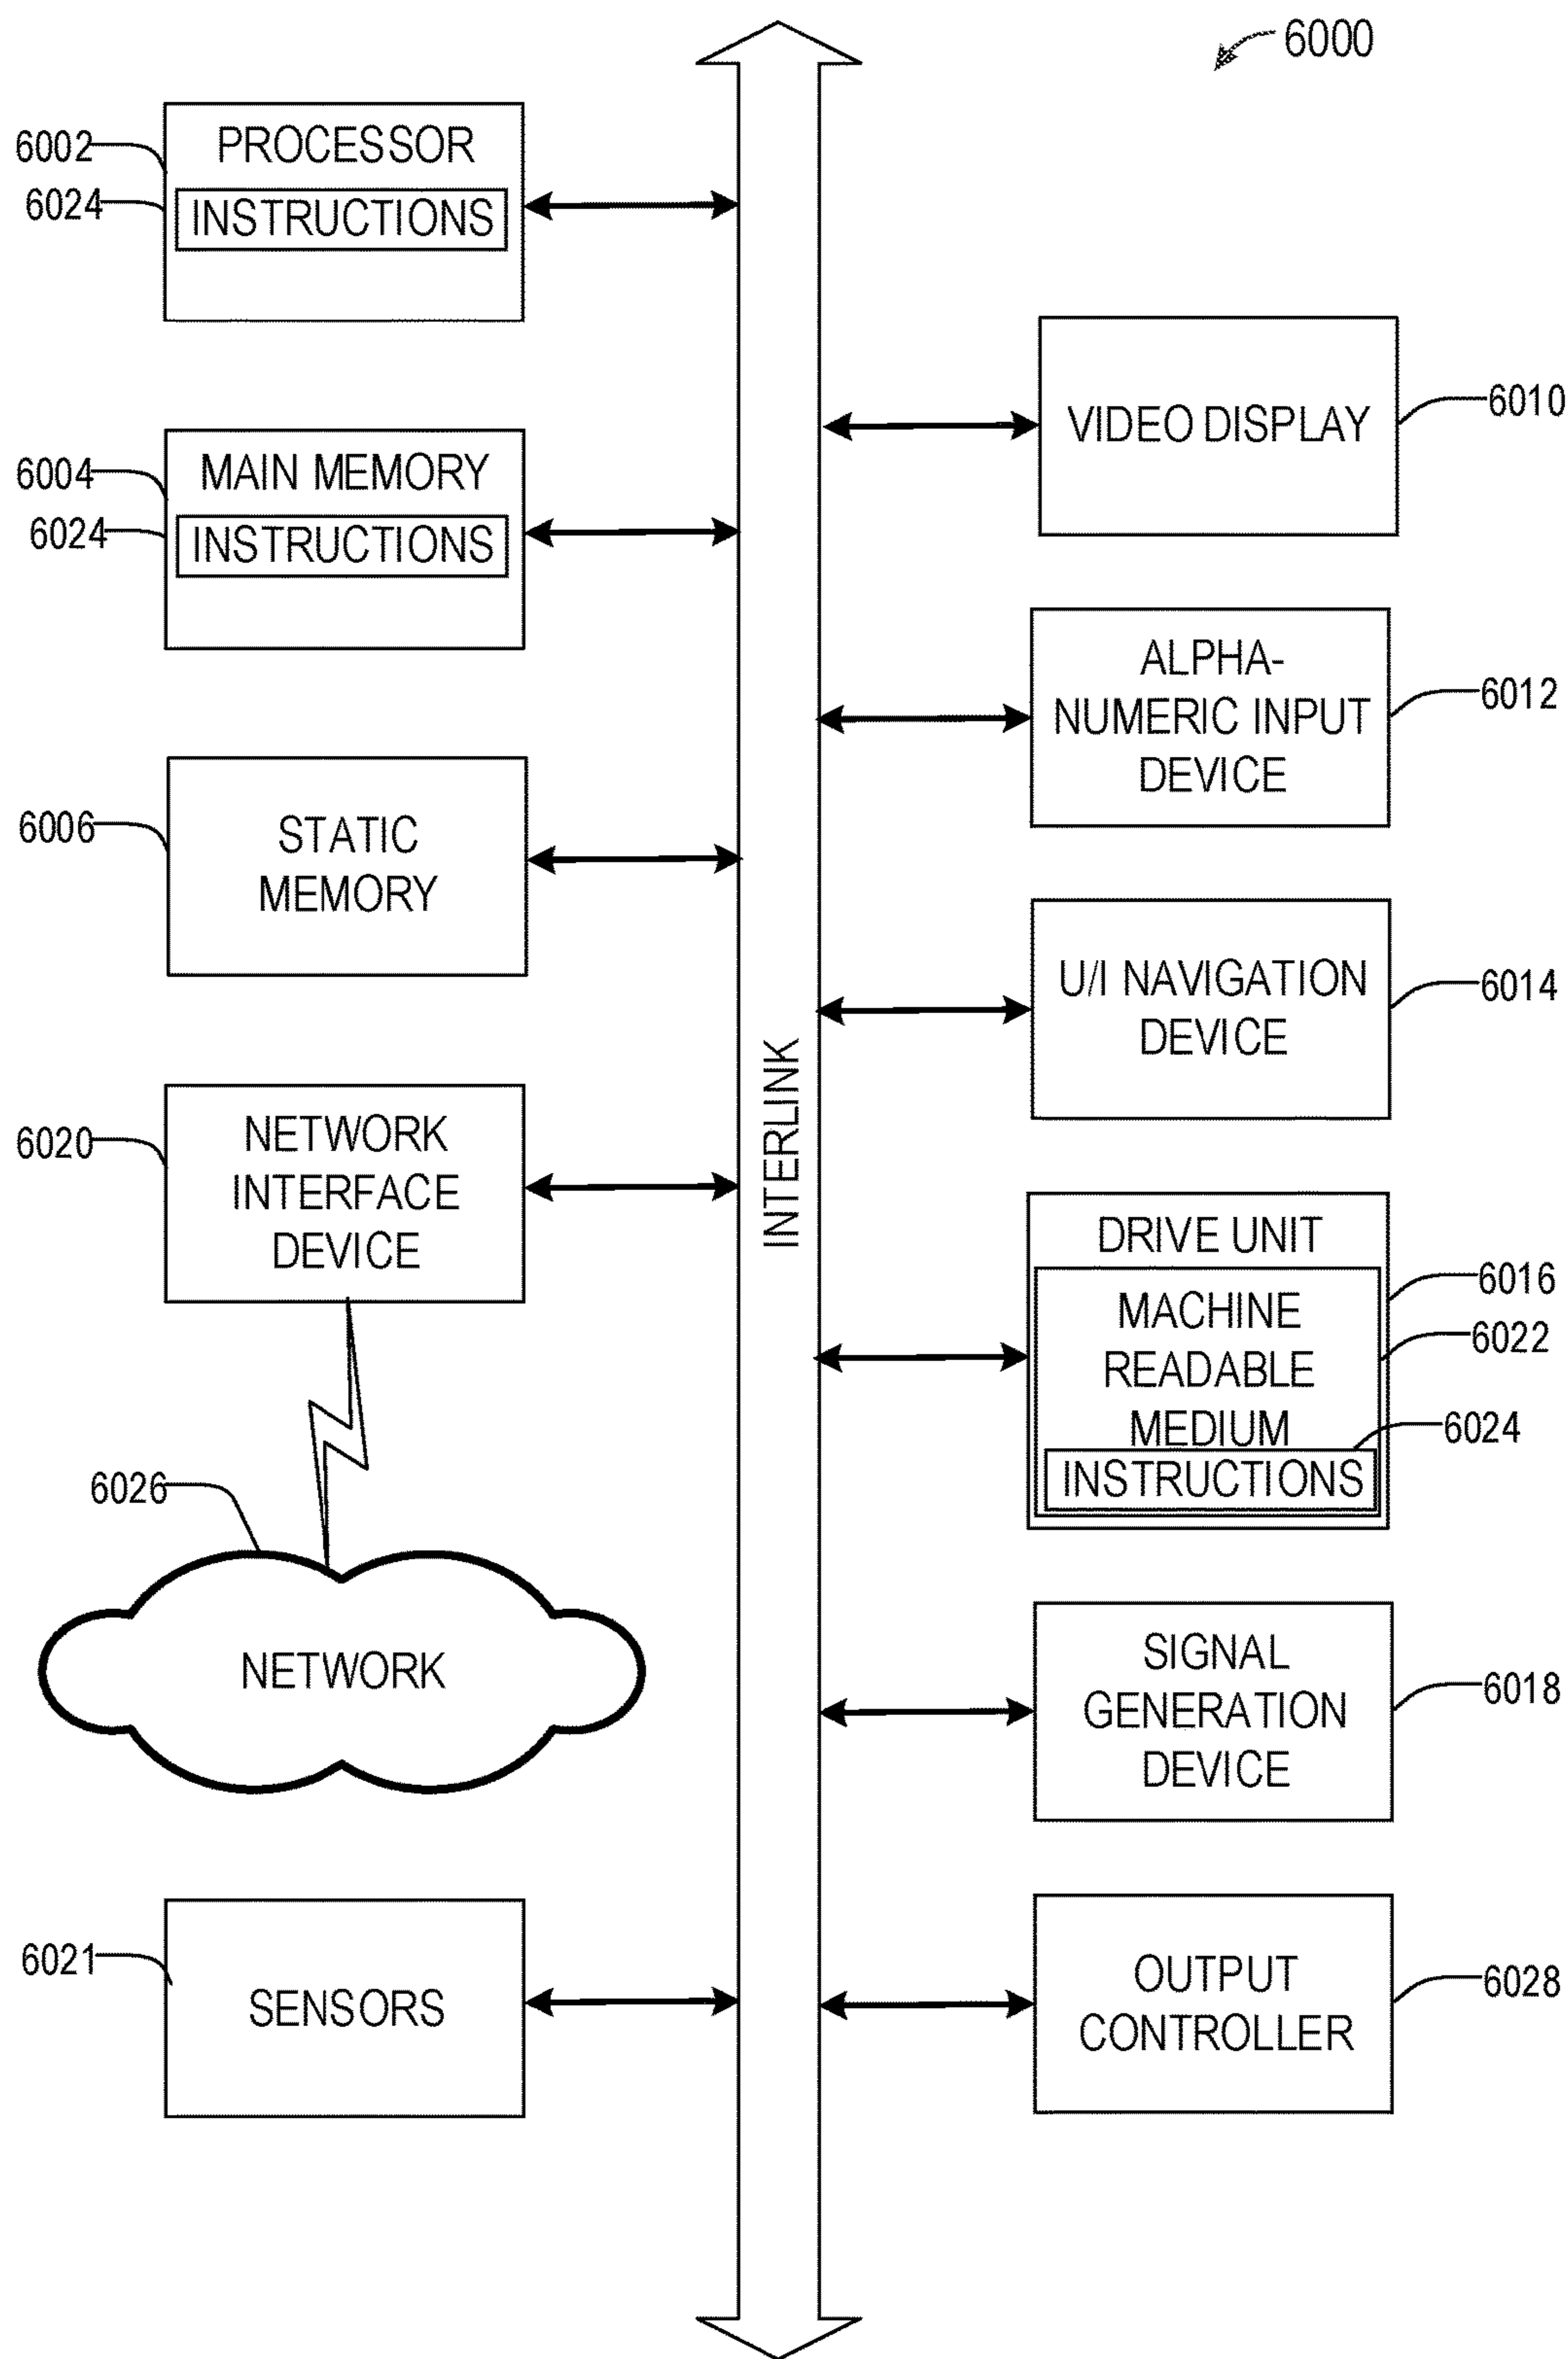 6000
6002
PROCESSOR
6024
INSTRUCTIONS
6004
MAIN MEMORY
6024
INSTRUCTIONS
6006
STATIC
MEMORY
6020
NETWORK
INTERFACE
DEVICE
6026
NETWORK
6021
SENSORS
INTERLINK
VIDEO DISPLAY
6010
ALPHA-
NUMERIC INPUT
DEVICE
6012
U/I NAVIGATION
DEVICE
6014
DRIVE UNIT
6016
MACHINE
READABLE
MEDIUM
6022
6024
INSTRUCTIONS
SIGNAL
GENERATION
DEVICE
6018
OUTPUT
CONTROLLER
6028